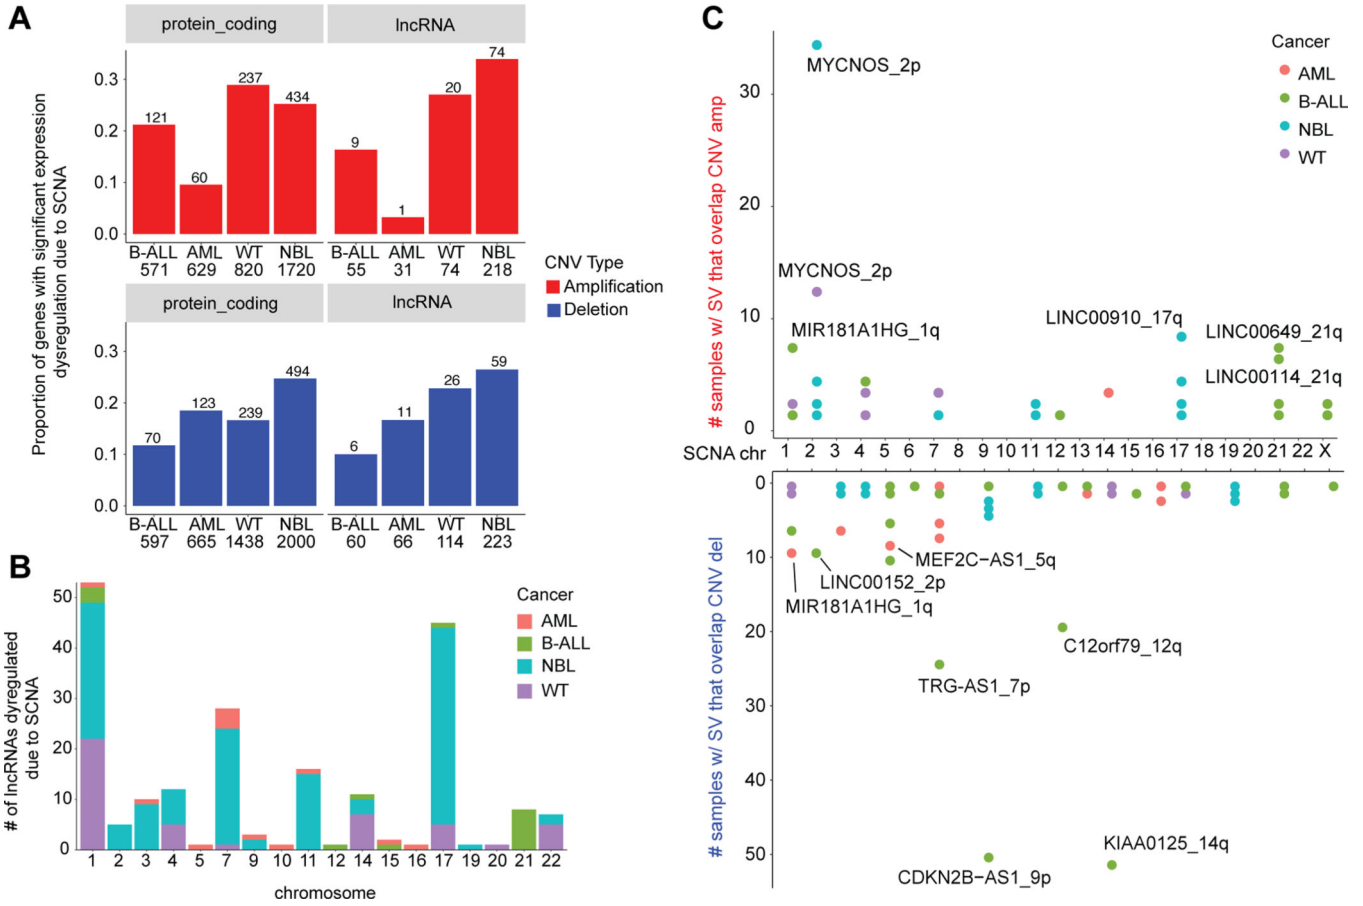 A
protein_coding
lncRNA
Proportion of genes with significant expression
dysregulation due to SCNA
0.3
0.2
0.1
0.0
121
60
237
434
9
1
20
74
B-ALL AML WT NBL
571 629 820 1720
B-ALL AML WT NBL
55 31 74 218
CNV Type
Amplification
Deletion
protein_coding
lncRNA
0.3
0.2
0.1
0.0
70
123
239
494
6
11
26
59
B-ALL AML WT NBL
597 665 1438 2000
B-ALL AML WT NBL
60 66 114 223
B
# of lncRNAs dyregulated
due to SCNA
50
40
30
20
10
0
1 2 3 4 5 7 9 10 11 12 14 15 16 17 19 20 21 22
chromosome
Cancer
AML
B-ALL
NBL
WT
C
# samples w/ SV that overlap CNV amp
30
20
10
0
MYCNOS_2p
MYCNOS_2p
MIR181A1HG_1q
LINC00910_17q
LINC00649_21q
LINC00114_21q
Cancer
AML
B-ALL
NBL
WT
SCNA chr 1 2 3 4 5 6 7 8 9 10 11 12 13 14 15 16 17 18 19 20 21 22 X
# samples w/ SV that overlap CNV del
0
10
20
30
40
50
MEF2C−AS1_5q
LINC00152_2p
MIR181A1HG_1q
C12orf79_12q
TRG-AS1_7p
KIAA0125_14q
CDKN2B−AS1_9p